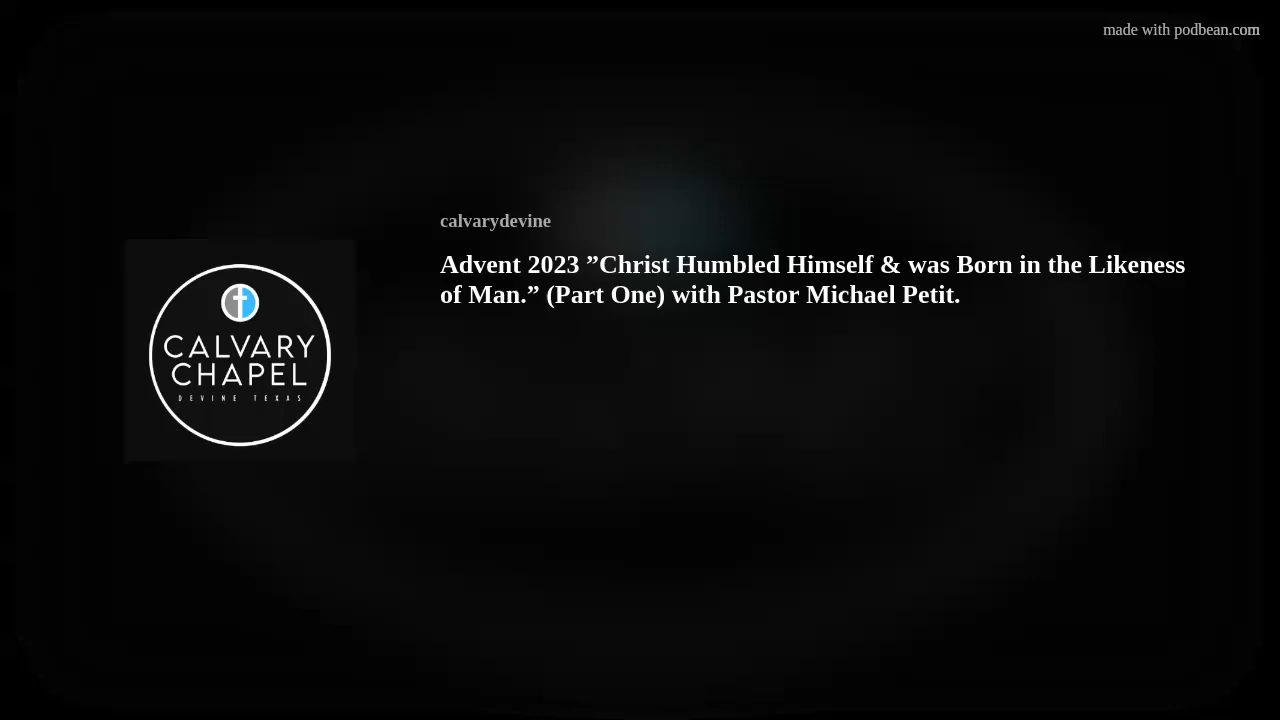 made with podbean.com
calvarydevine
Advent 2023 ”Christ Humbled Himself & was Born in the Likeness
of Man.” (Part One) with Pastor Michael Petit.
CALVARY
CHAPEL
DEVINE TEXAS